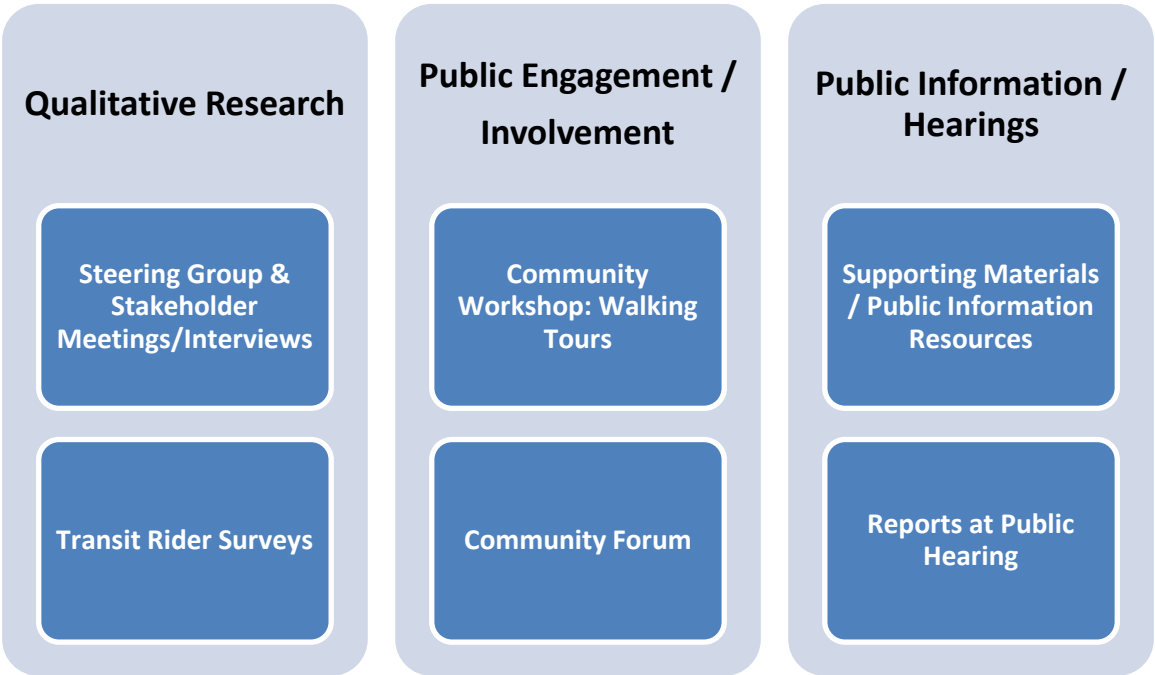 Qualitative Research
Steering Group &
Stakeholder
Meetings/Interviews
Transit Rider Surveys
Public Engagement /
Involvement
Community
Workshop: Walking
Tours
Community Forum
Public Information /
Hearings
Supporting Materials
/ Public Information
Resources
Reports at Public
Hearing